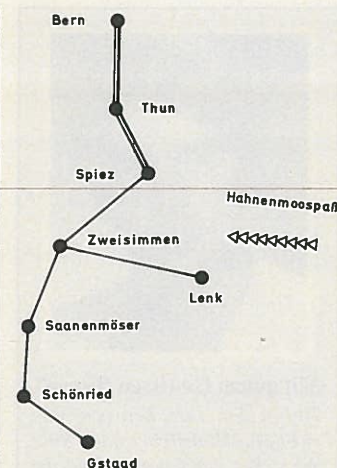 Bern
Thun
Spiez
Hahnenmoospaß
Zweisimmen
Lenk
Saanenmöser
Schönried
Gstaad